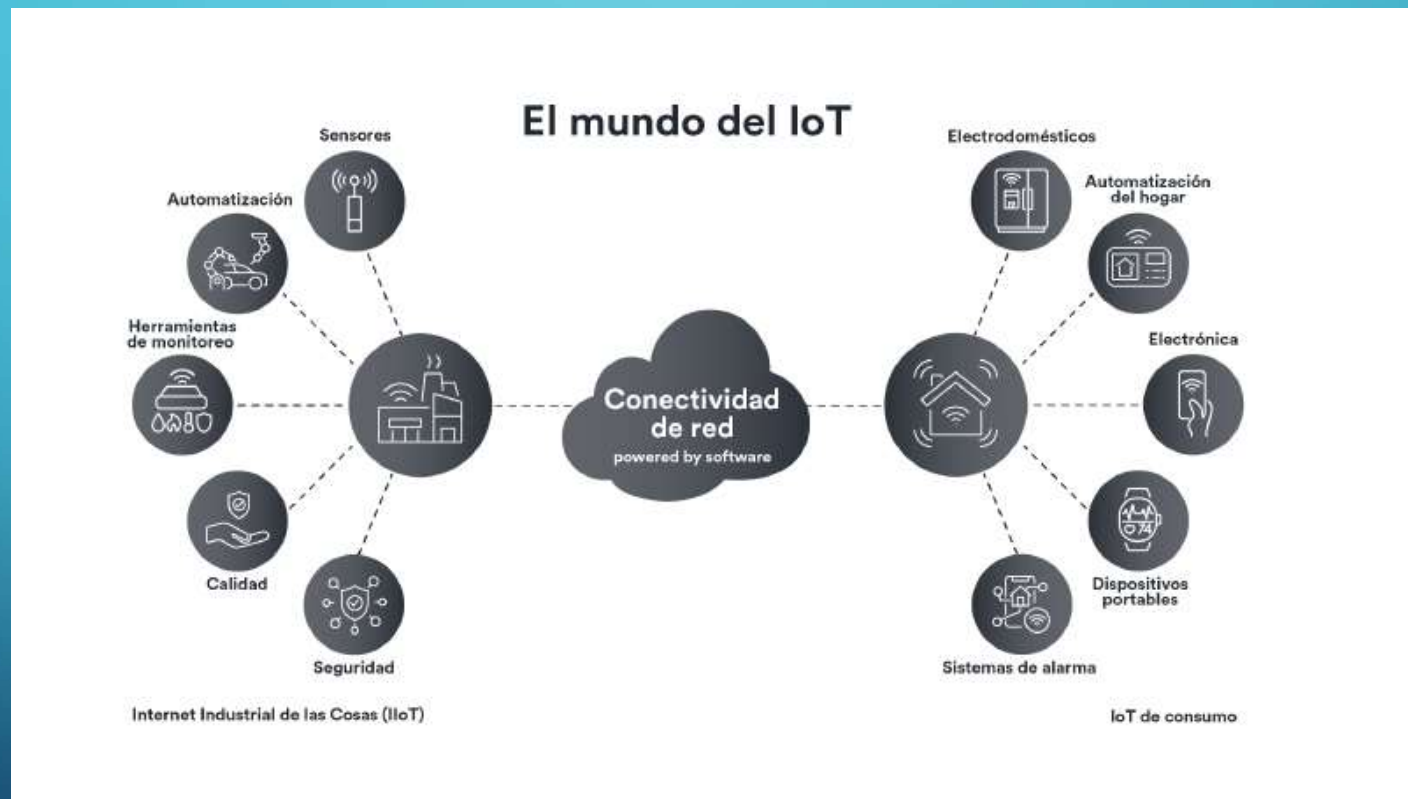 El mundo del IoT
Sensores
Automatización
Herramientas
de monitoreo
Calidad
Seguridad
Internet Industrial de las Cosas (IIoT)
Conectividad
de red
powered by software
Electrodomésticos
Automatización
del hogar
Electrónica
74
Dispositivos
portables
Sistemas de alarma
IoT de consumo